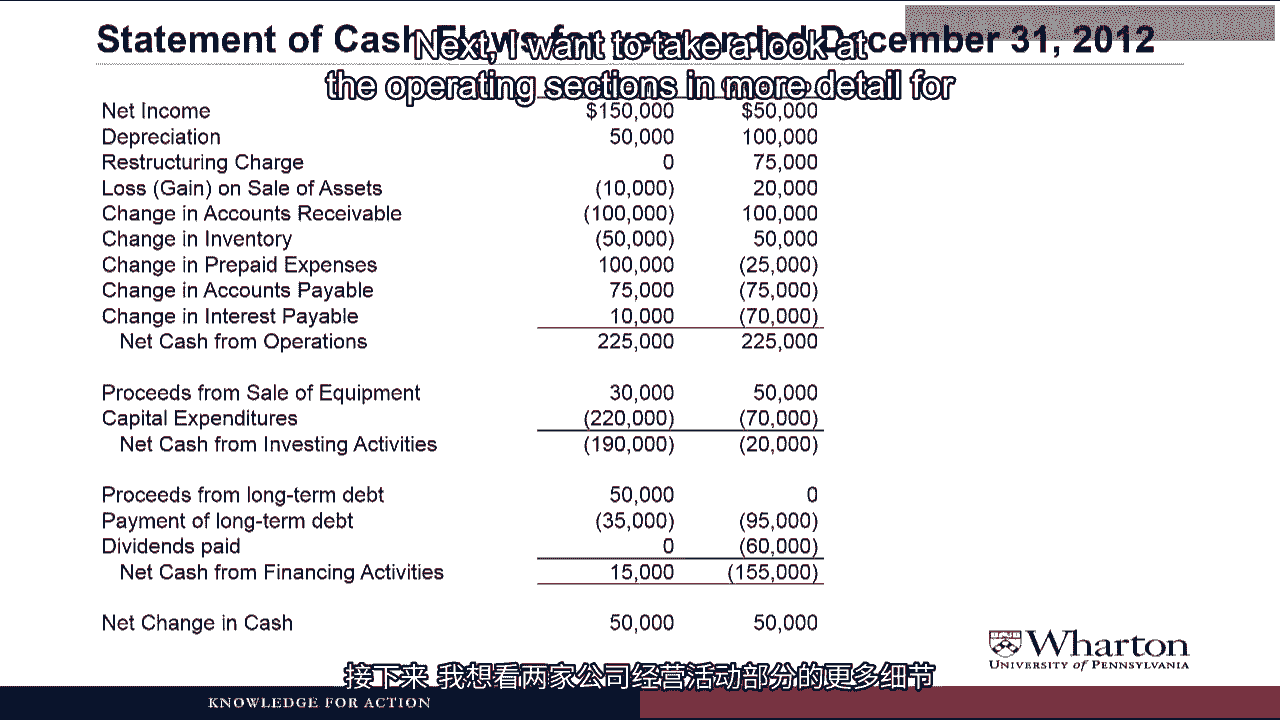 Statement of Cash Flows for year ended December 31, 2012
Next, I want to take a look at
the operating sections in more detail for
Net Income $150,000 $50,000
Depreciation 50,000 100,000
Restructuring Charge 0 75,000
Loss (Gain) on Sale of Assets (10,000) 20,000
Change in Accounts Receivable (100,000) 100,000
Change in Inventory (50,000) 50,000
Change in Prepaid Expenses 100,000 (25,000)
Change in Accounts Payable 75,000 (75,000)
Change in Interest Payable 10,000 (70,000)
Net Cash from Operations 225,000 225,000
Proceeds from Sale of Equipment 30,000 50,000
Capital Expenditures (220,000) (70,000)
Net Cash from Investing Activities (190,000) (20,000)
Proceeds from long-term debt 50,000 0
Payment of long-term debt (35,000) (95,000)
Dividends paid 0 (60,000)
Net Cash from Financing Activities 15,000 (155,000)
Net Change in Cash 50,000 50,000
Wharton
UNIVERSITY of PENNSYLVANIA
接下来 我想看两家公司经营活动部分的更多细节
KNOWLEDGE FOR ACTION